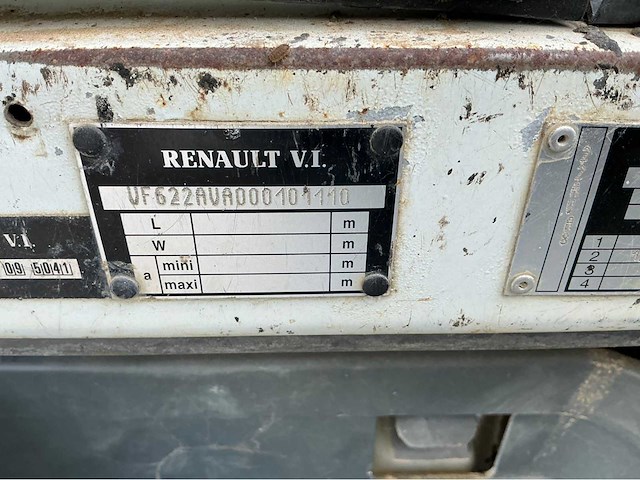 RENAULT V.I.
VF622AVA000101110
L m
W m
a mini m
maxi m
V.I.
09 5041
1
2
3
4